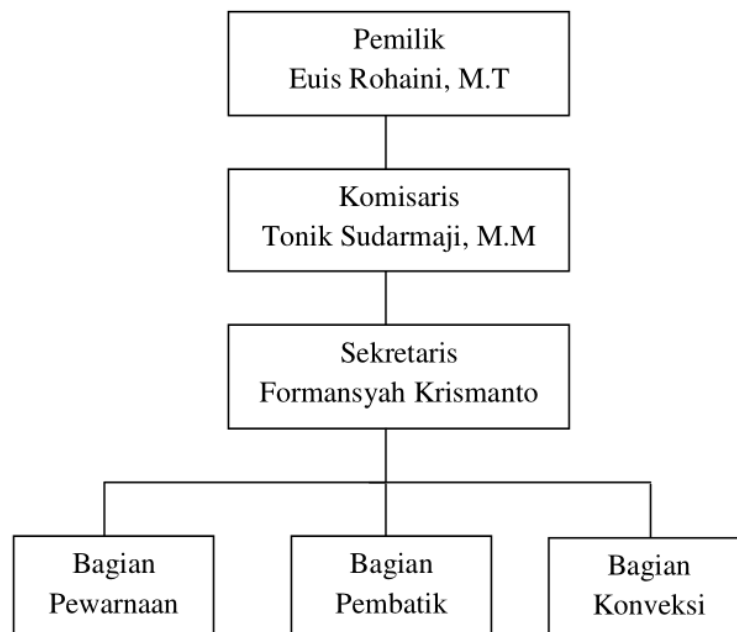 Pemilik
Euis Rohaini, M.T
Komisaris
Tonik Sudarmaji, M.M
Sekretaris
Formansyah Krismanto
Bagian
Pewarnaan
Bagian
Pembatik
Bagian
Konveksi